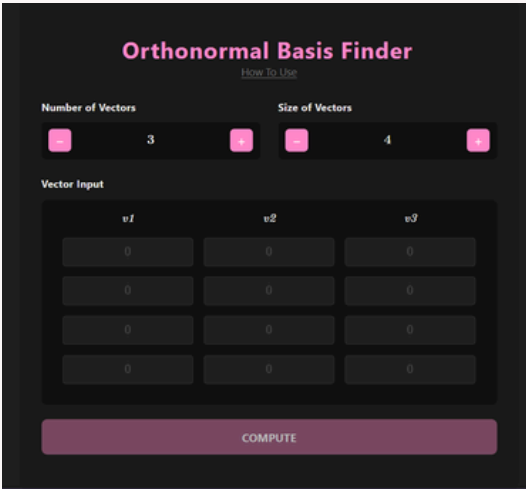 Orthonormal Basis Finder
How To Use
Number of Vectors
Size of Vectors
- 3 +
- 4 +
Vector Input
v1 v2 v3
0 0 0
0 0 0
0 0 0
0 0 0
COMPUTE